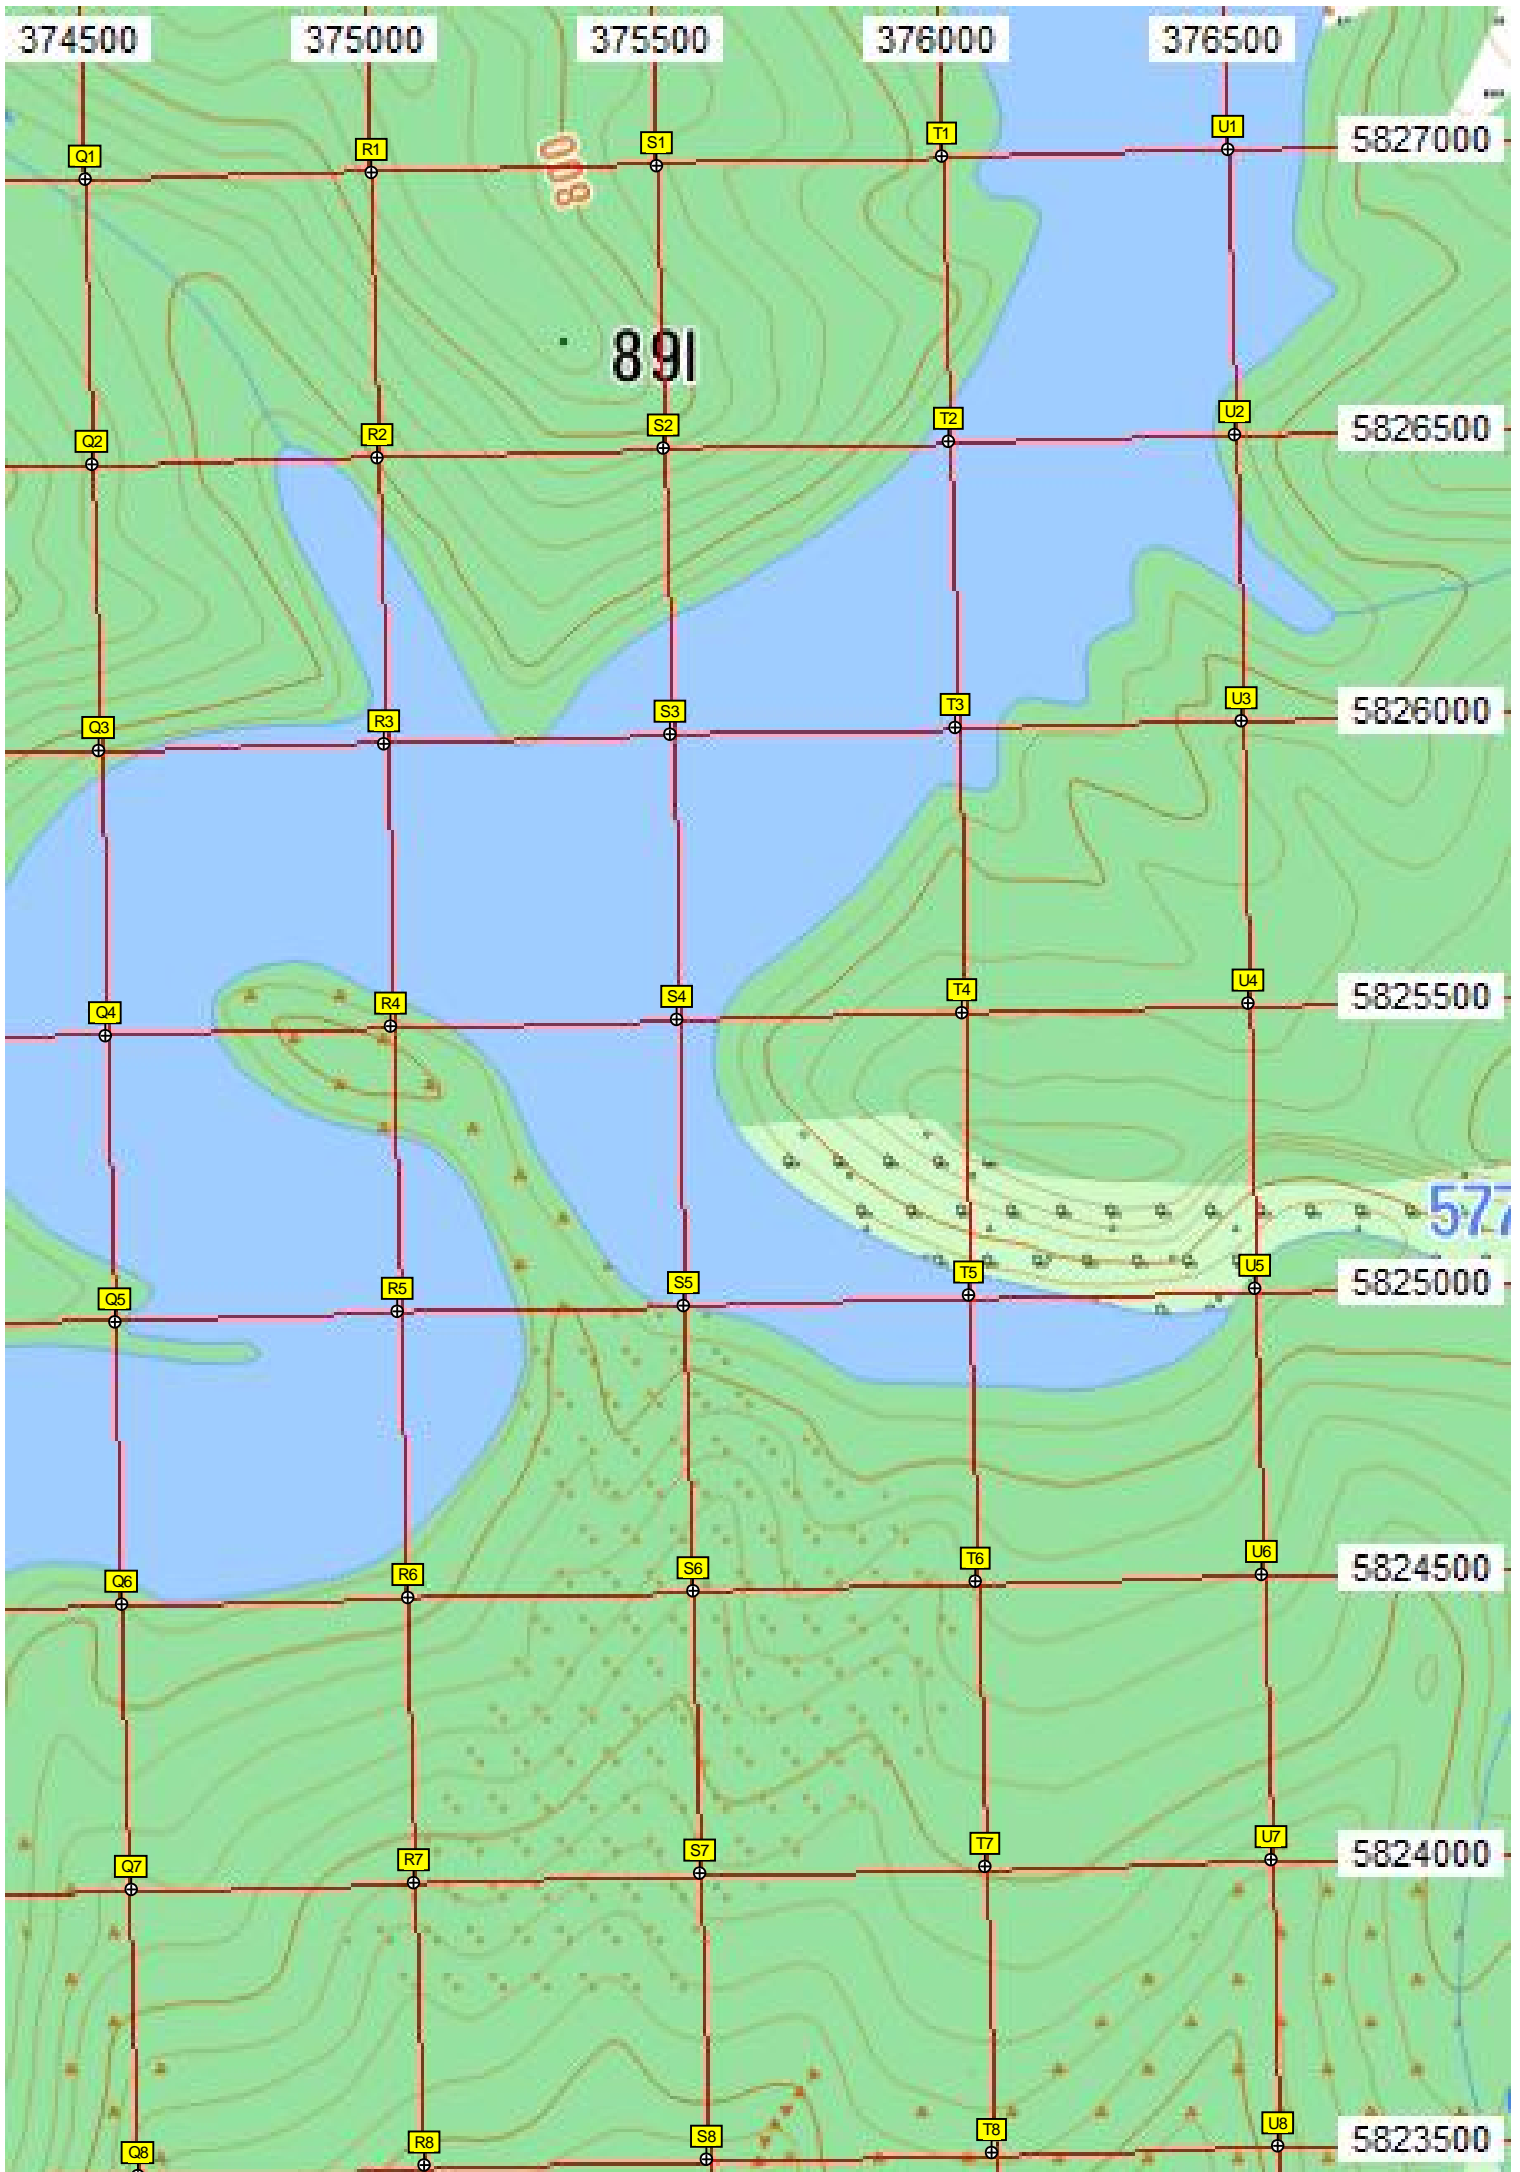 374500 375000 375500 376000 376500
Q1 R1 S1 T1 U1 5827000
800
891
Q2 R2 S2 T2 U2 5826500
Q3 R3 S3 T3 U3 5826000
Q4 R4 S4 T4 U4 5825500
577
Q5 R5 S5 T5 U5 5825000
Q6 R6 S6 T6 U6 5824500
Q7 R7 S7 T7 U7 5824000
Q8 R8 S8 T8 U8 5823500